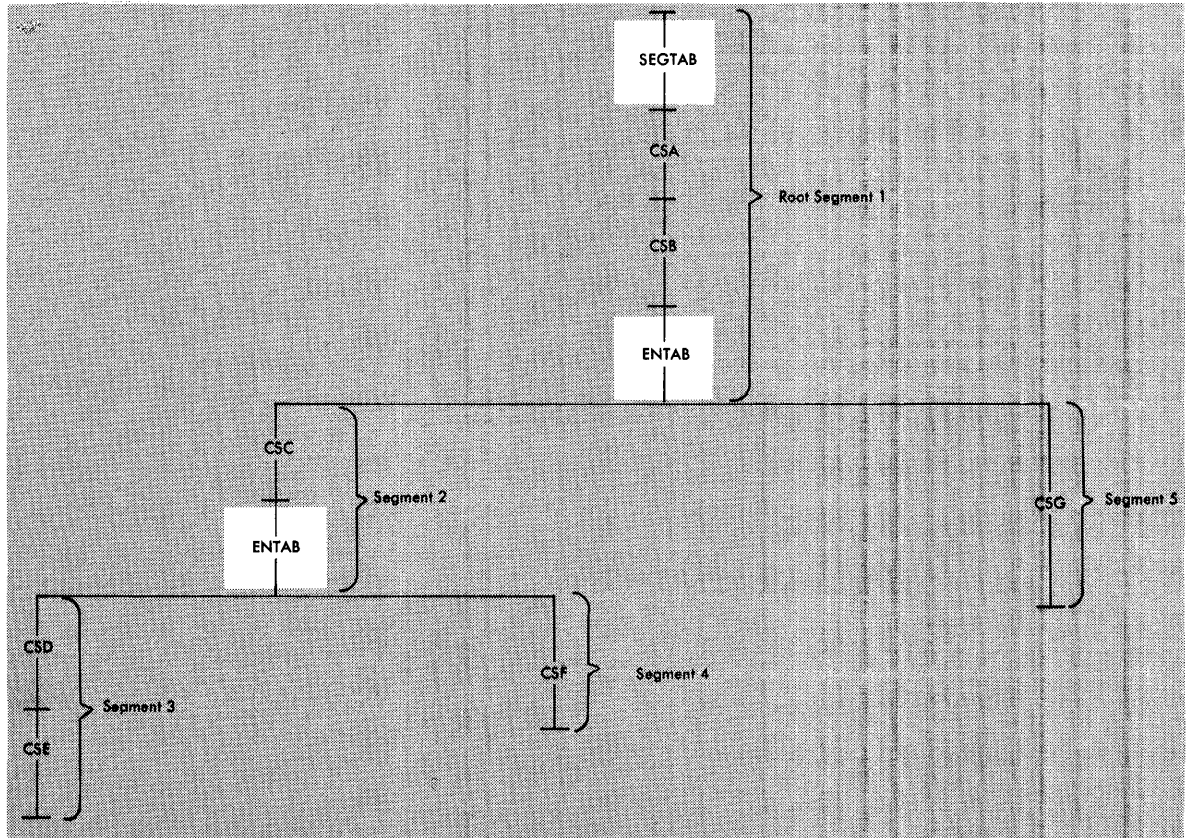 SEGTAB
CSA
Root Segment 1
CSB
ENTAB
CSC
Segment 2
CSG
Segment 5
ENTAB
CSD
CSF
Segment 4
Segment 3
CSE